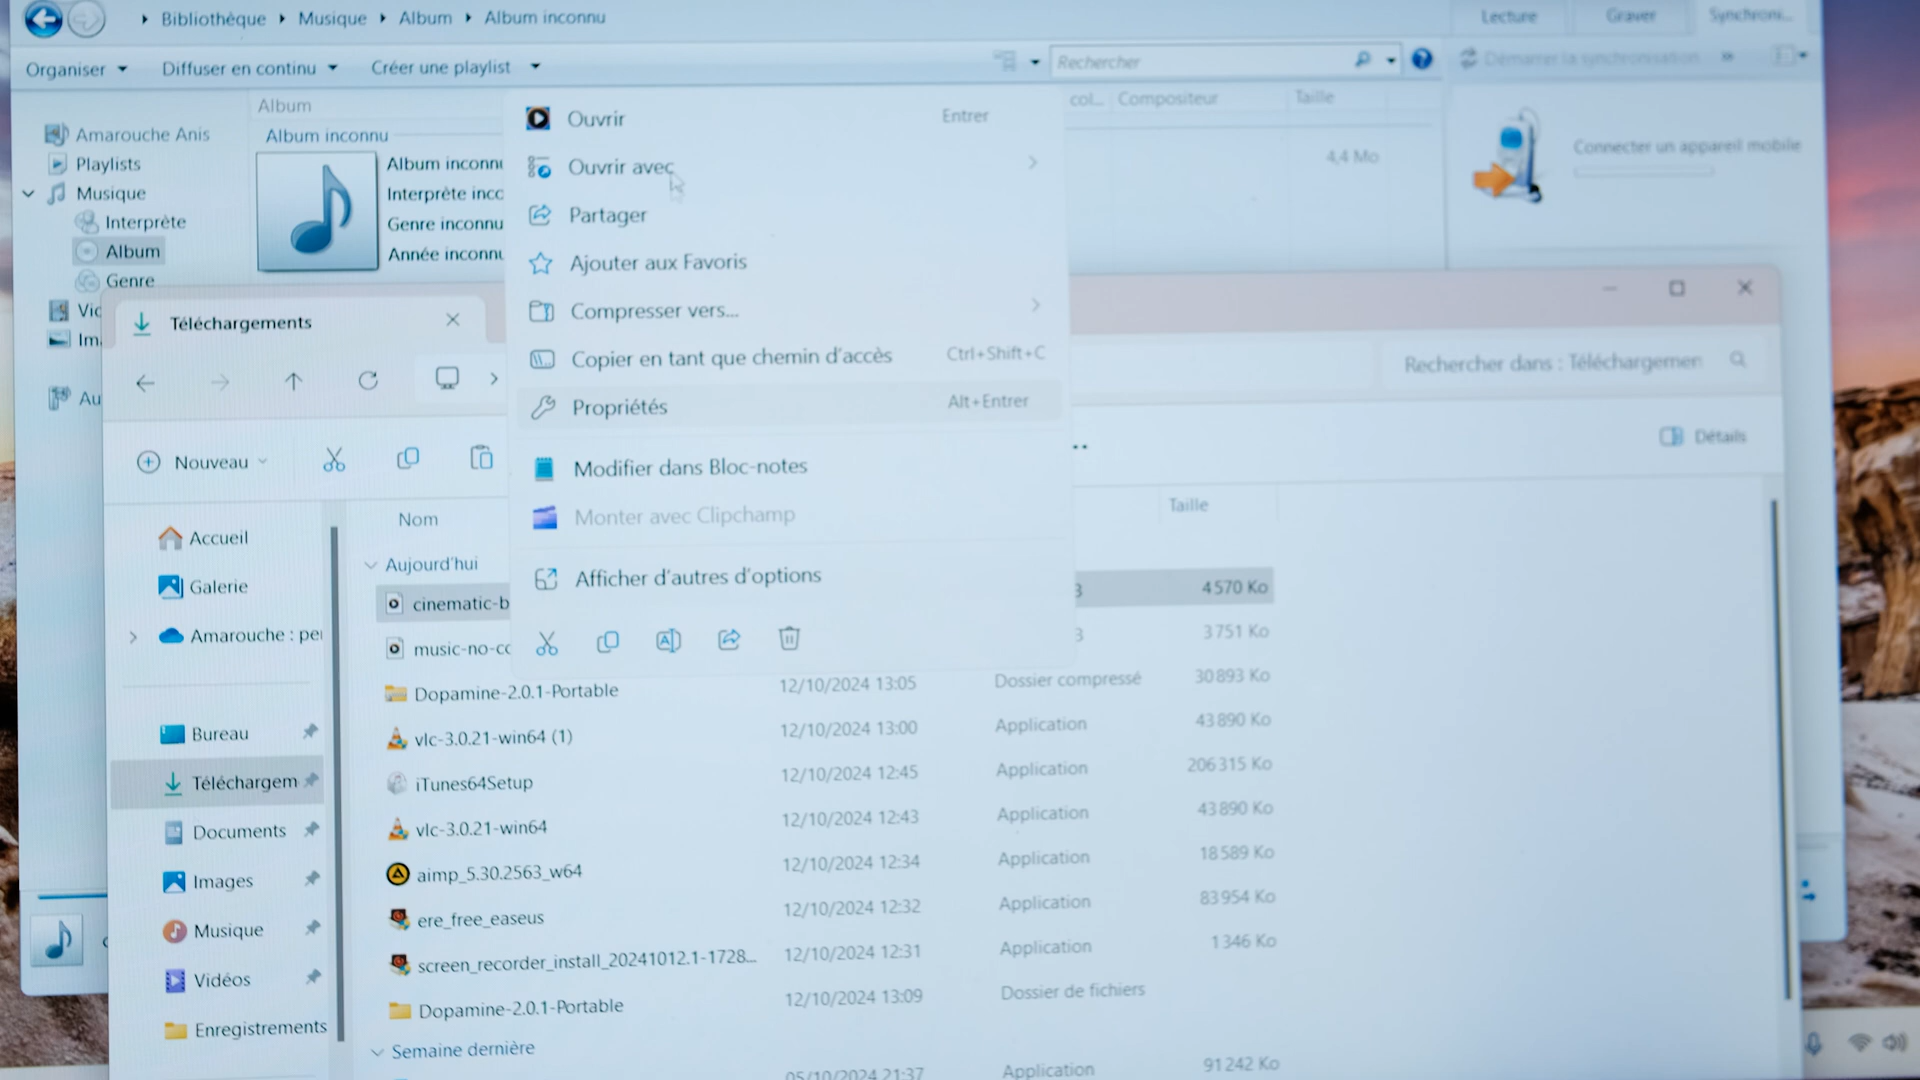 Bibliothèque Musique Album Album inconnu
Lecture Graver Synchroni...
Organiser Diffuser en continu Créer une playlist
Rechercher
Démarrer la synchronisation
Amarouche Anis
Playlists
Musique
Interprète
Album
Genre
Vic
Im
Au
Album
Album inconnu
Album inconnu
Interprète inco
Genre inconnu
Année inconnu
col... Compositeur Taille
4,4 Mo
Connecter un appareil mobile
Ouvrir Entrer
Ouvrir avec
Partager
Ajouter aux Favoris
Compresser vers...
Copier en tant que chemin d'accès Ctrl+Shift+C
Propriétés Alt+Entrer
Modifier dans Bloc-notes
Monter avec Clipchamp
Afficher d'autres d'options
Téléchargements
Rechercher dans : Téléchargemen
Nouveau
Détails
Accueil
Galerie
Amarouche : per
Bureau
Téléchargem
Documents
Images
Musique
Vidéos
Enregistrements
Nom Taille
Aujourd'hui
cinematic-b 3 4 570 Ko
music-no-co 3 3 751 Ko
Dopamine-2.0.1-Portable 12/10/2024 13:05 Dossier compressé 30 893 Ko
vlc-3.0.21-win64 (1) 12/10/2024 13:00 Application 43 890 Ko
iTunes64Setup 12/10/2024 12:45 Application 206 315 Ko
vlc-3.0.21-win64 12/10/2024 12:43 Application 43 890 Ko
aimp_5.30.2563_w64 12/10/2024 12:34 Application 18 589 Ko
ere_free_easeus 12/10/2024 12:32 Application 83 954 Ko
screen_recorder_install_20241012.1-1728... 12/10/2024 12:31 Application 1 346 Ko
Dopamine-2.0.1-Portable 12/10/2024 13:09 Dossier de fichiers
Semaine dernière
05/10/2024 21:37 Application 91 242 Ko